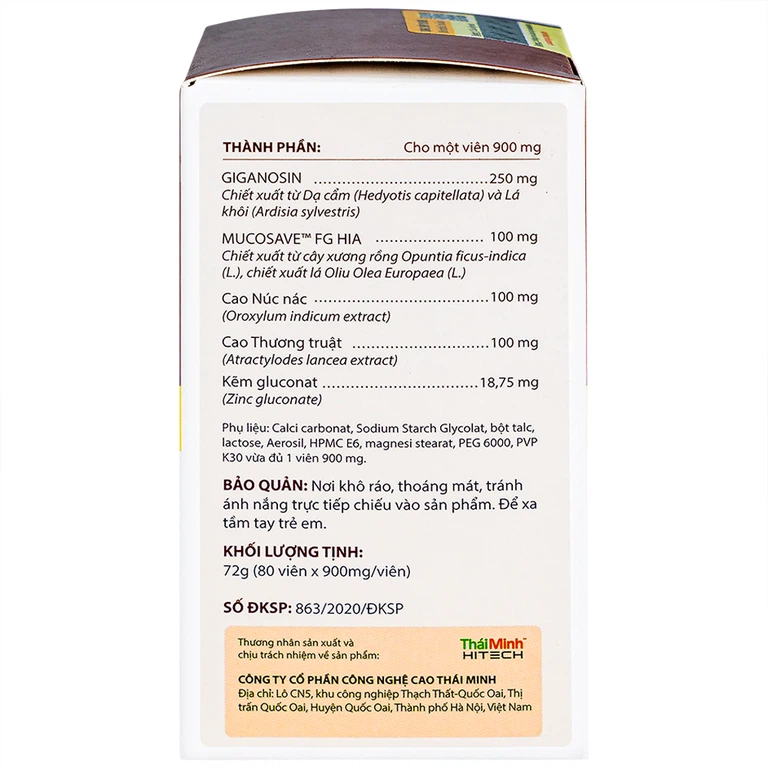 THÀNH PHẦN: Cho một viên 900 mg
GIGANOSIN ................................ 250 mg
Chiết xuất từ Dạ cẩm (Hedyotis capitellata) và Lá
khôi (Ardisia sylvestris)
MUCOSAVE™ FG HIA .................... 100 mg
Chiết xuất từ cây xương rồng Opuntia ficus-indica
(L.), chiết xuất lá Oliu Olea Europaea (L.)
Cao Núc nác ................................ 100 mg
(Oroxylum indicum extract)
Cao Thương truật ......................... 100 mg
(Atractylodes lancea extract)
Kẽm gluconat ............................. 18,75 mg
(Zinc gluconate)
Phụ liệu: Calci carbonat, Sodium Starch Glycolat, bột talc,
lactose, Aerosil, HPMC E6, magnesi stearat, PEG 6000, PVP
K30 vừa đủ 1 viên 900 mg.
BẢO QUẢN: Nơi khô ráo, thoáng mát, tránh
ánh nắng trực tiếp chiếu vào sản phẩm. Để xa
tầm tay trẻ em.
KHỐI LƯỢNG TỊNH:
72g (80 viên x 900mg/viên)
SỐ ĐKSP: 863/2020/ĐKSP
Thương nhân sản xuất và
chịu trách nhiệm về sản phẩm:
TháiMinh™
HITECH
CÔNG TY CỔ PHẦN CÔNG NGHỆ CAO THÁI MINH
Địa chỉ: Lô CN5, khu công nghiệp Thạch Thất-Quốc Oai, Thị
trấn Quốc Oai, Huyện Quốc Oai, Thành phố Hà Nội, Việt Nam